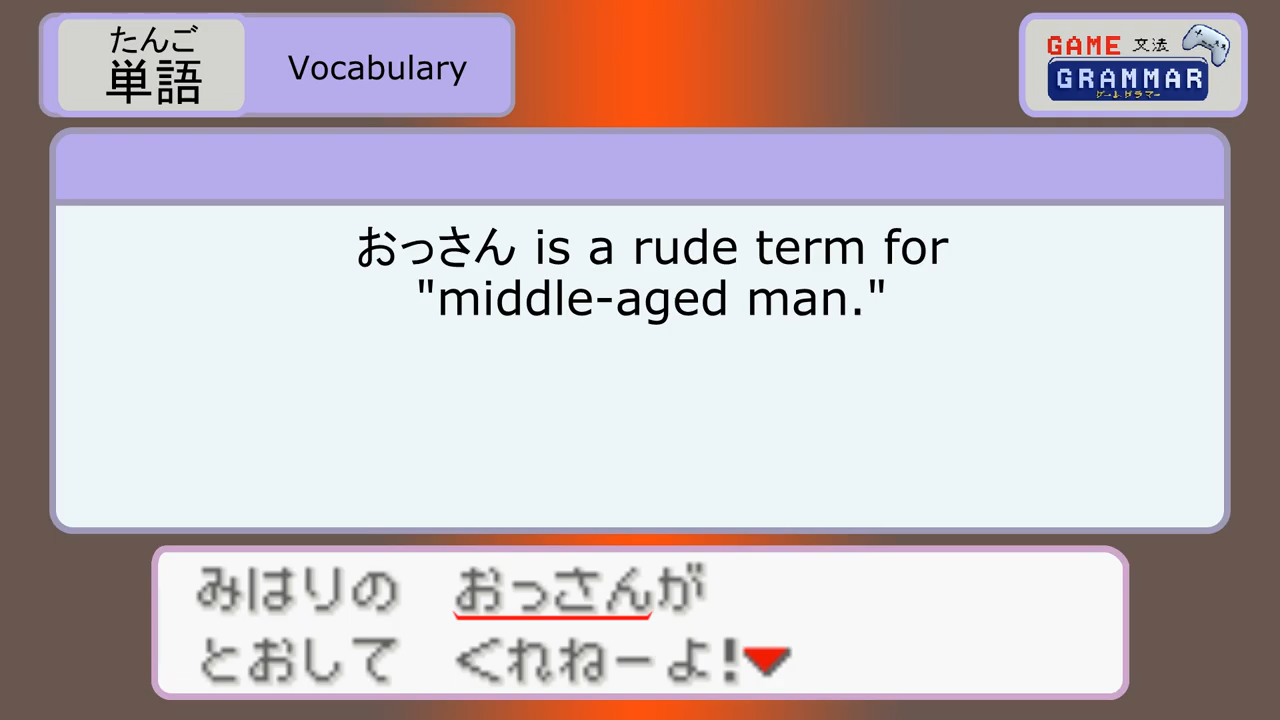 たんご
単語
Vocabulary
GAME 文法
GRAMMAR
ゲームグラマー
おっさん is a rude term for
"middle-aged man."
みはりの　おっさんが
とおして　くれねーよ!